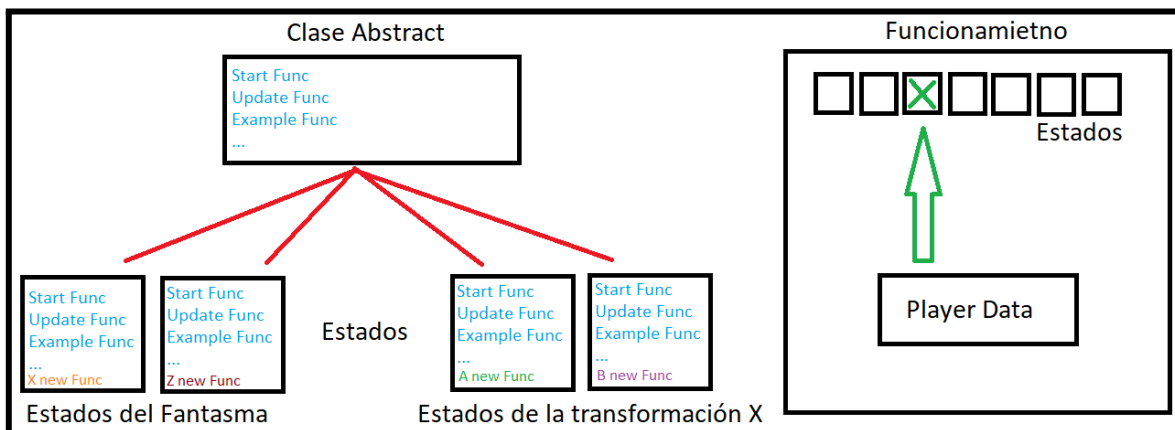 Clase Abstract
Start Func
Update Func
Example Func
...
Start Func
Update Func
Example Func
...
X new Func
Start Func
Update Func
Example Func
...
Z new Func
Estados
Start Func
Update Func
Example Func
...
A new Func
Start Func
Update Func
Example Func
...
B new Func
Estados del Fantasma
Estados de la transformación X
Funcionamietno
Estados
Player Data